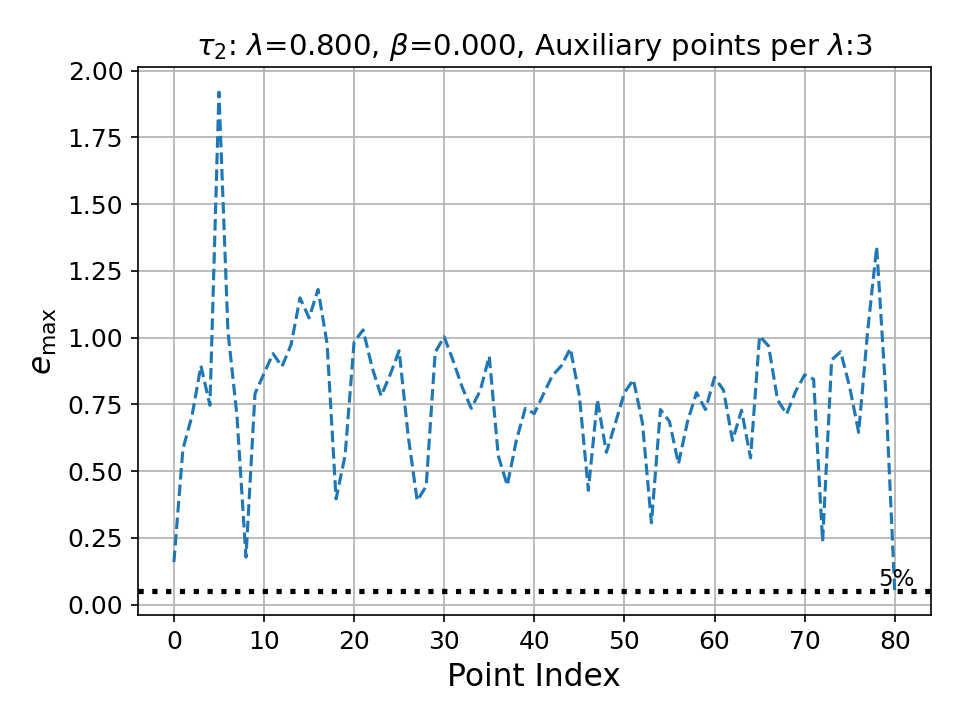 τ₂: λ=0.800, β=0.000, Auxiliary points per λ:3
2.00
1.75
1.50
1.25
1.00
0.75
0.50
0.25
0.00
e_max
5%
0 10 20 30 40 50 60 70 80
Point Index